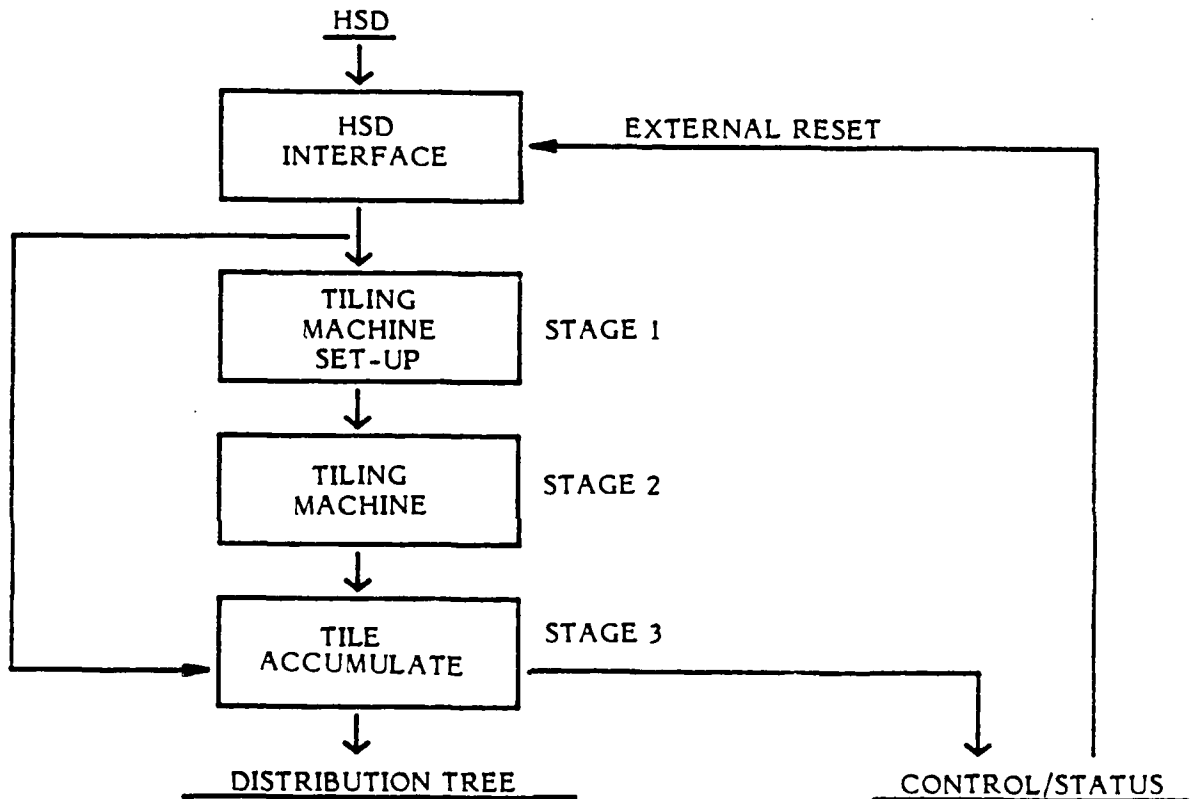 HSD
HSD
INTERFACE
EXTERNAL RESET
TILING
MACHINE
SET-UP
STAGE 1
TILING
MACHINE
STAGE 2
TILE
ACCUMULATE
STAGE 3
DISTRIBUTION TREE
CONTROL/STATUS